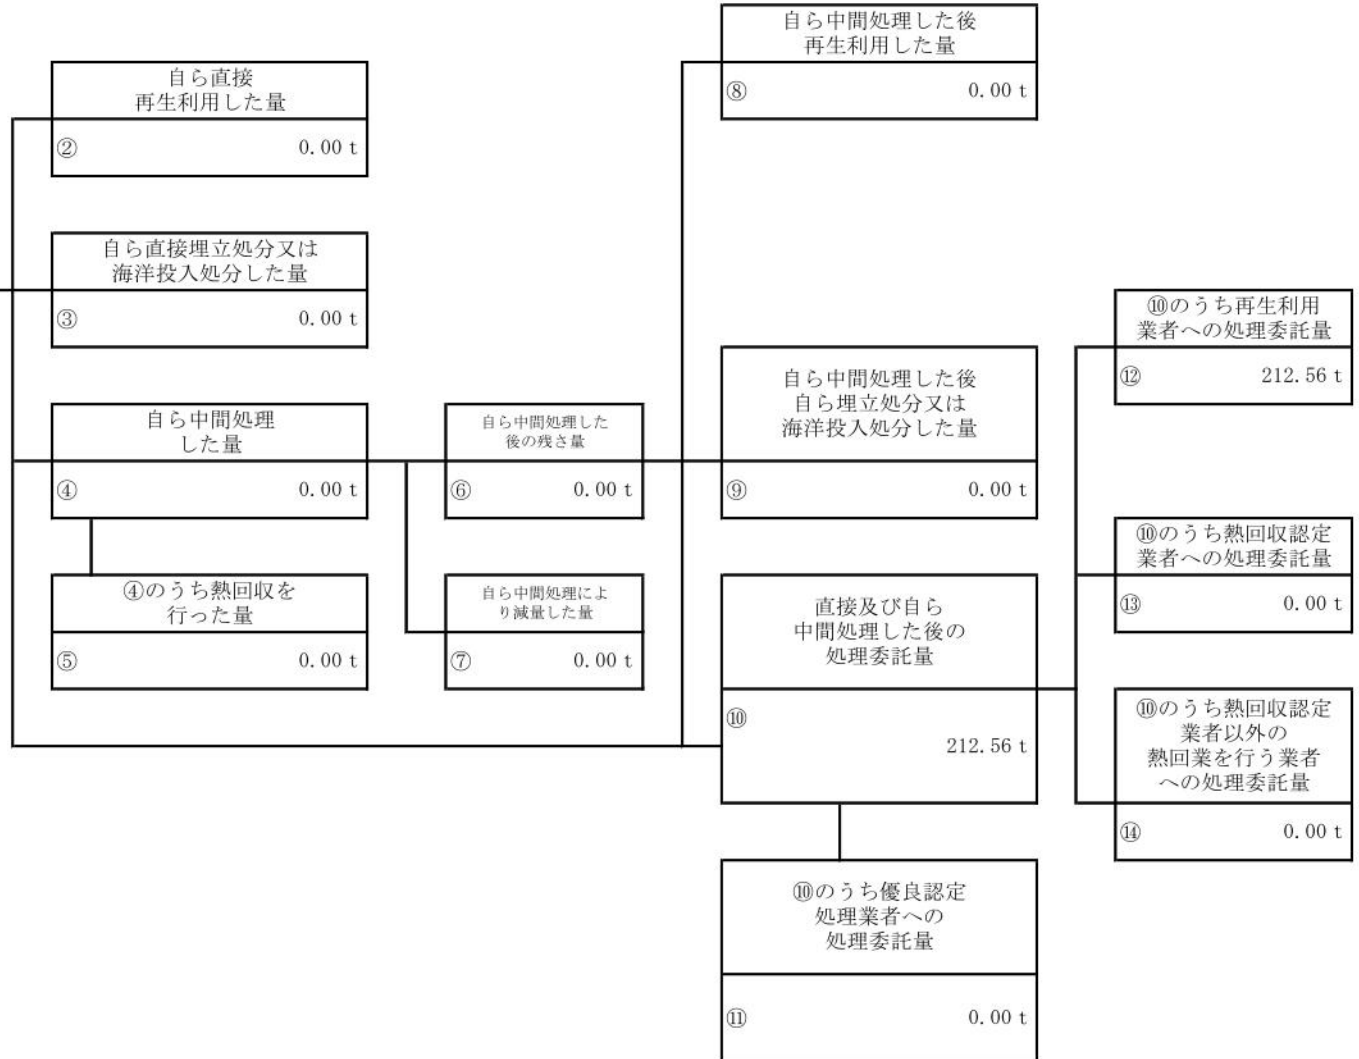 自ら中間処理した後
再生利用した量
⑧ 0.00 t
自ら直接
再生利用した量
② 0.00 t
自ら直接埋立処分又は
海洋投入処分した量
③ 0.00 t
⑩のうち再生利用
業者への処理委託量
⑫ 212.56 t
自ら中間処理した後
自ら埋立処分又は
海洋投入処分した量
⑨ 0.00 t
自ら中間処理
した量
④ 0.00 t
自ら中間処理した
後の残さ量
⑥ 0.00 t
⑩のうち熱回収認定
業者への処理委託量
⑬ 0.00 t
④のうち熱回収を
行った量
⑤ 0.00 t
自ら中間処理によ
り減量した量
⑦ 0.00 t
直接及び自ら
中間処理した後の
処理委託量
⑩
212.56 t
⑩のうち熱回収認定
業者以外の
熱回業を行う業者
への処理委託量
⑭ 0.00 t
⑩のうち優良認定
処理業者への
処理委託量
⑪ 0.00 t